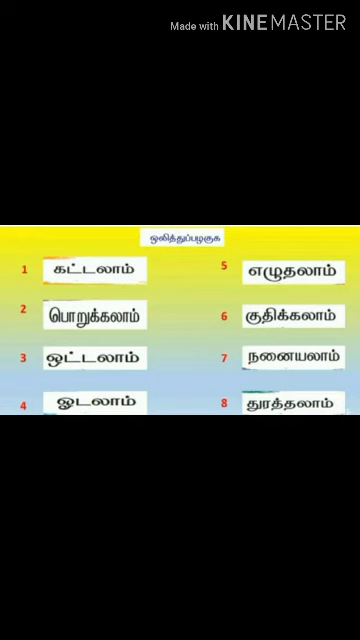 Made with KINEMASTER
ஒலித்துப்பழகுக
1 கட்டலாம்
2 பொறுக்கலாம்
3 ஒட்டலாம்
4 ஓடலாம்
5 எழுதலாம்
6 குதிக்கலாம்
7 நனையலாம்
8 துரத்தலாம்